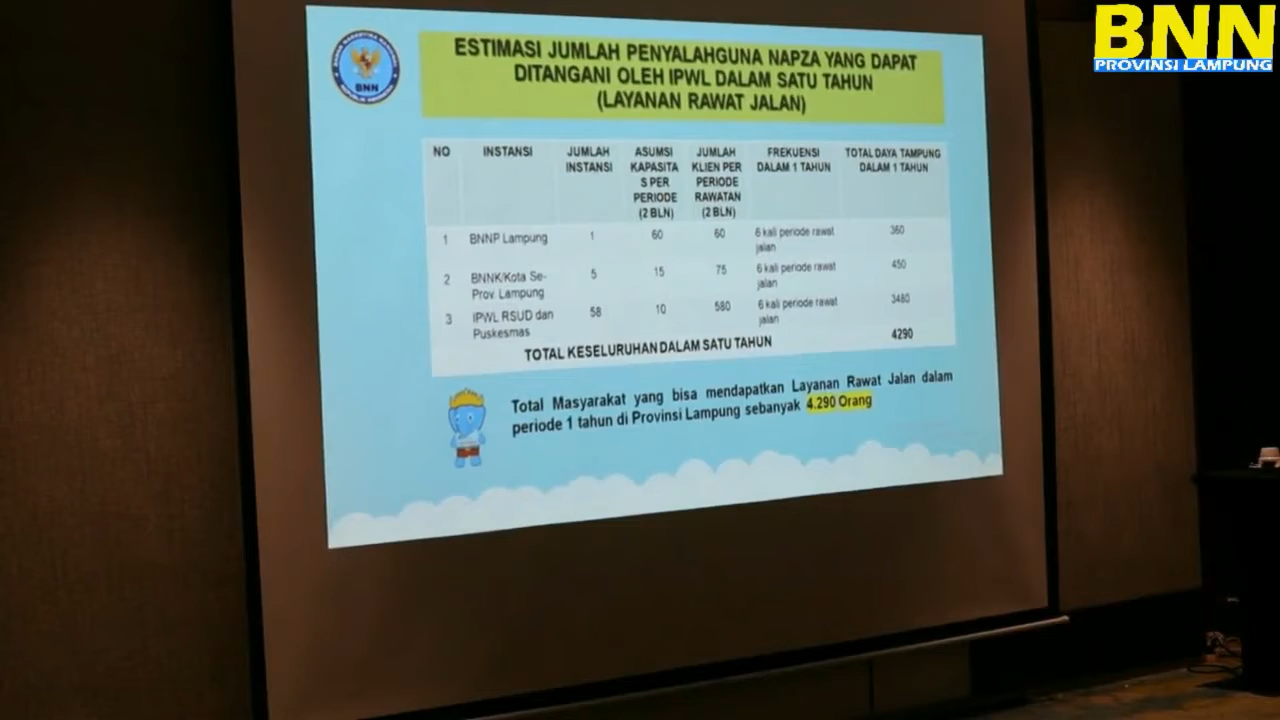 BNN
PROVINSI LAMPUNG
BADAN NARKOTIKA NASIONAL
BNN
REPUBLIK INDONESIA
ESTIMASI JUMLAH PENYALAHGUNA NAPZA YANG DAPAT
DITANGANI OLEH IPWL DALAM SATU TAHUN
(LAYANAN RAWAT JALAN)
NO INSTANSI JUMLAH ASUMSI JUMLAH FREKUENSI TOTAL DAYA TAMPUNG
INSTANSI KAPASITA KLIEN PER DALAM 1 TAHUN DALAM 1 TAHUN
S PER PERIODE
PERIODE RAWATAN
(2 BLN) (2 BLN)
1 BNNP Lampung 1 60 60 6 kali periode rawat 360
jalan
2 BNNK/Kota Se- 5 15 75 6 kali periode rawat 450
Prov. Lampung jalan
3 IPWL RSUD dan 58 10 580 6 kali periode rawat 3480
Puskesmas jalan
TOTAL KESELURUHAN DALAM SATU TAHUN 4290
Total Masyarakat yang bisa mendapatkan Layanan Rawat Jalan dalam
periode 1 tahun di Provinsi Lampung sebanyak 4.290 Orang